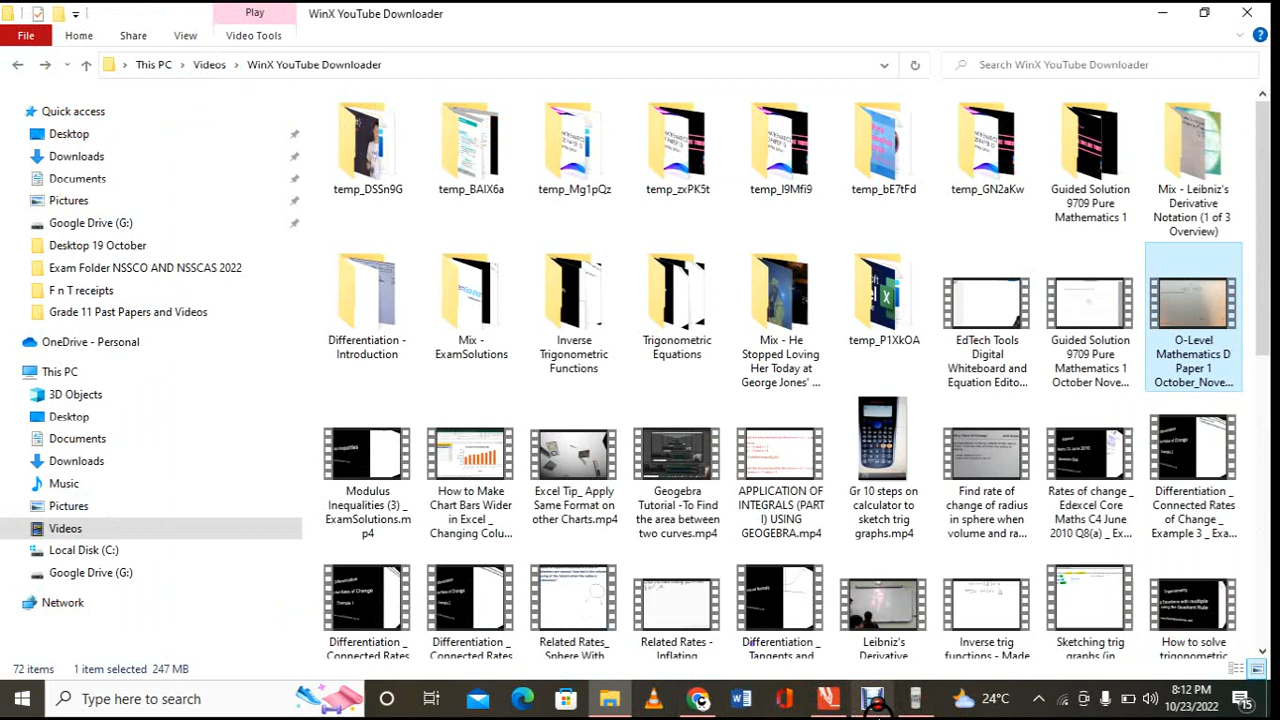 Play
WinX YouTube Downloader
File
Home
Share
View
Video Tools
This PC
Videos
WinX YouTube Downloader
Search WinX YouTube Downloader
Quick access
Desktop
Downloads
Documents
Pictures
Google Drive (G:)
Desktop 19 October
Exam Folder NSSCO AND NSSCAS 2022
F n T receipts
Grade 11 Past Papers and Videos
OneDrive - Personal
This PC
3D Objects
Desktop
Documents
Downloads
Music
Pictures
Videos
Local Disk (C:)
Google Drive (G:)
Network
temp_DSSn9G
temp_BAIX6a
temp_Mg1pQz
temp_zxPK5t
temp_I9Mfi9
temp_bE7tFd
temp_GN2aKw
Guided Solution
9709 Pure
Mathematics 1
Mix - Leibniz's
Derivative
Notation (1 of 3
Overview)
Differentiation -
Introduction
Mix -
ExamSolutions
Inverse
Trigonometric
Functions
Trigonometric
Equations
Mix - He
Stopped Loving
Her Today at
George Jones' ...
temp_P1XkOA
EdTech Tools
Digital
Whiteboard and
Equation Edito...
Guided Solution
9709 Pure
Mathematics 1
October Nove...
O-Level
Mathematics D
Paper 1
October_Nove...
Modulus
Inequalities (3) _
ExamSolutions.m
p4
How to Make
Chart Bars Wider
in Excel _
Changing Colu...
Excel Tip_ Apply
Same Format on
other Charts.mp4
Geogebra
Tutorial -To Find
the area between
two curves.mp4
APPLICATION OF
INTEGRALS (PART
I) USING
GEOGEBRA.mp4
Gr 10 steps on
calculator to
sketch trig
graphs.mp4
Find rate of
change of radius
in sphere when
volume and ra...
Rates of change _
Edexcel Core
Maths C4 June
2010 Q8(a) _ Exa...
Differentiation _
Connected Rates
of Change _
Example 3 _ Exa...
Differentiation _
Connected Rates
Differentiation _
Connected Rates
Related Rates_
Sphere With
Related Rates -
Inflating
Differentiation _
Tangents and
Leibniz's
Derivative
Inverse trig
functions - Made
Sketching trig
graphs (in
How to solve
trigonometric
72 items
1 item selected 247 MB
Type here to search
24°C
8:12 PM
10/23/2022
15